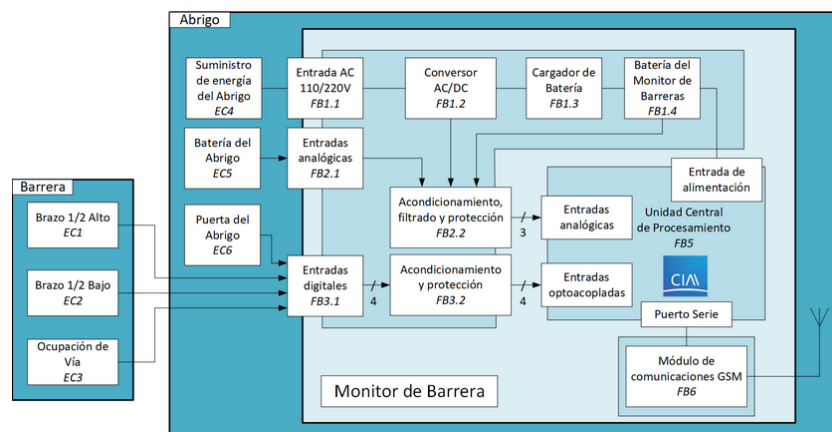 Abrigo
Suministro
de energía
del Abrigo
EC4
Entrada AC
110/220V
FB1.1
Conversor
AC/DC
FB1.2
Cargador de
Batería
FB1.3
Batería del
Monitor de
Barreras
FB1.4
Batería del
Abrigo
EC5
Entradas
analógicas
FB2.1
Entrada de
alimentación
Barrera
Brazo 1/2 Alto
EC1
Brazo 1/2 Bajo
EC2
Ocupación de
Vía
EC3
Puerta del
Abrigo
EC6
Acondicionamiento,
filtrado y protección
FB2.2
3
Entradas
analógicas
Unidad Central
de Procesamiento
FB5
Entradas
digitales
FB3.1
4
Acondicionamiento
y protección
FB3.2
4
Entradas
optoacopladas
CIAA
Puerto Serie
Módulo de
comunicaciones GSM
FB6
Monitor de Barrera